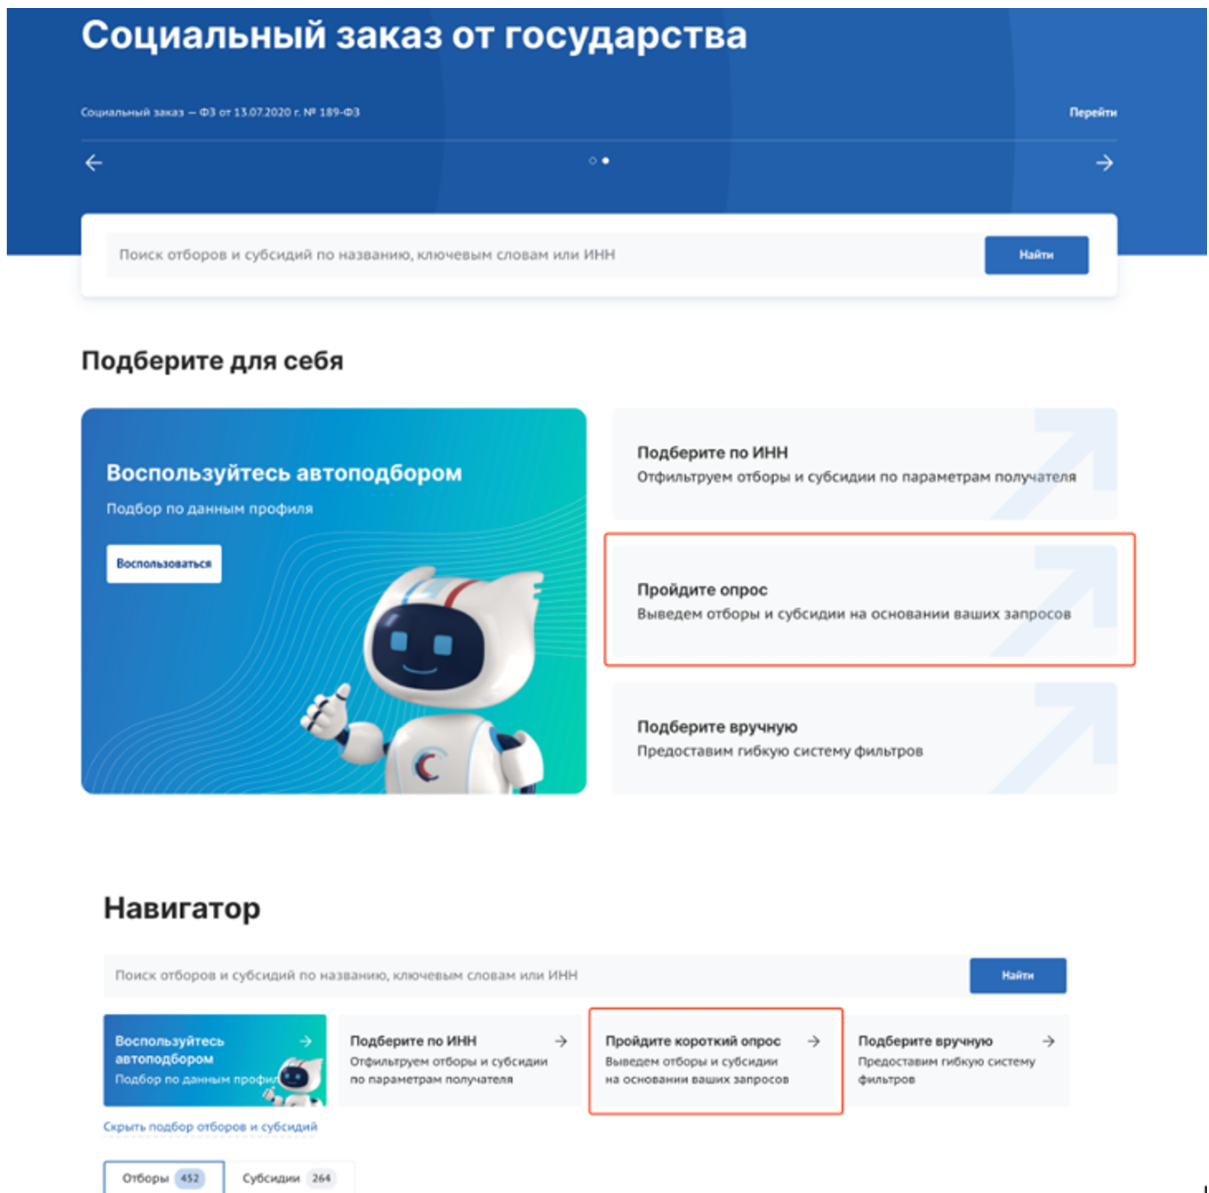 Социальный заказ от государства
Социальный заказ — ФЗ от 13.07.2020 г. № 189-ФЗ
Перейти
Поиск отборов и субсидий по названию, ключевым словам или ИНН
Найти
Подберите для себя
Воспользуйтесь автоподбором
Подбор по данным профиля
Воспользоваться
Подберите по ИНН
Отфильтруем отборы и субсидии по параметрам получателя
Пройдите опрос
Выведем отборы и субсидии на основании ваших запросов
Подберите вручную
Предоставим гибкую систему фильтров
Навигатор
Поиск отборов и субсидий по названию, ключевым словам или ИНН
Найти
Воспользуйтесь
автоподбором
Подбор по данным профил
Подберите по ИНН
Отфильтруем отборы и субсидии
по параметрам получателя
Пройдите короткий опрос
Выведем отборы и субсидии
на основании ваших запросов
Подберите вручную
Предоставим гибкую систему
фильтров
Скрыть подбор отборов и субсидий
Отборы 452
Субсидии 264